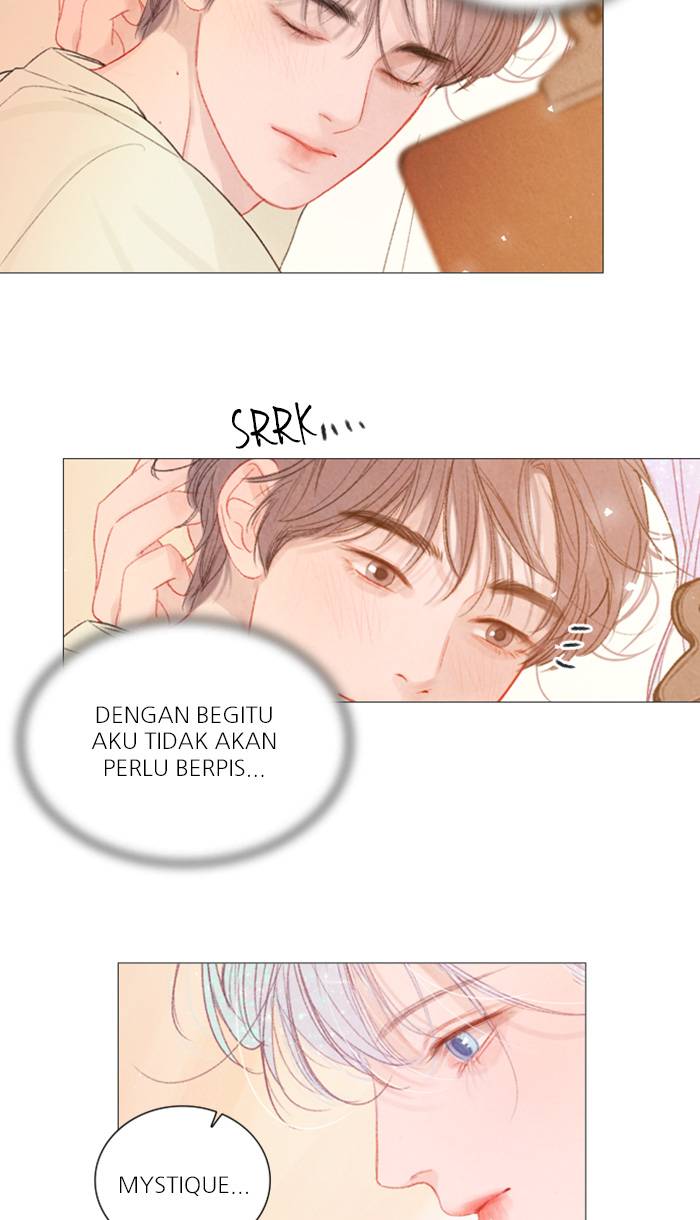 SRRK,...
DENGAN BEGITU
AKU TIDAK AKAN
PERLU BERPIS...
MYSTIQUE...